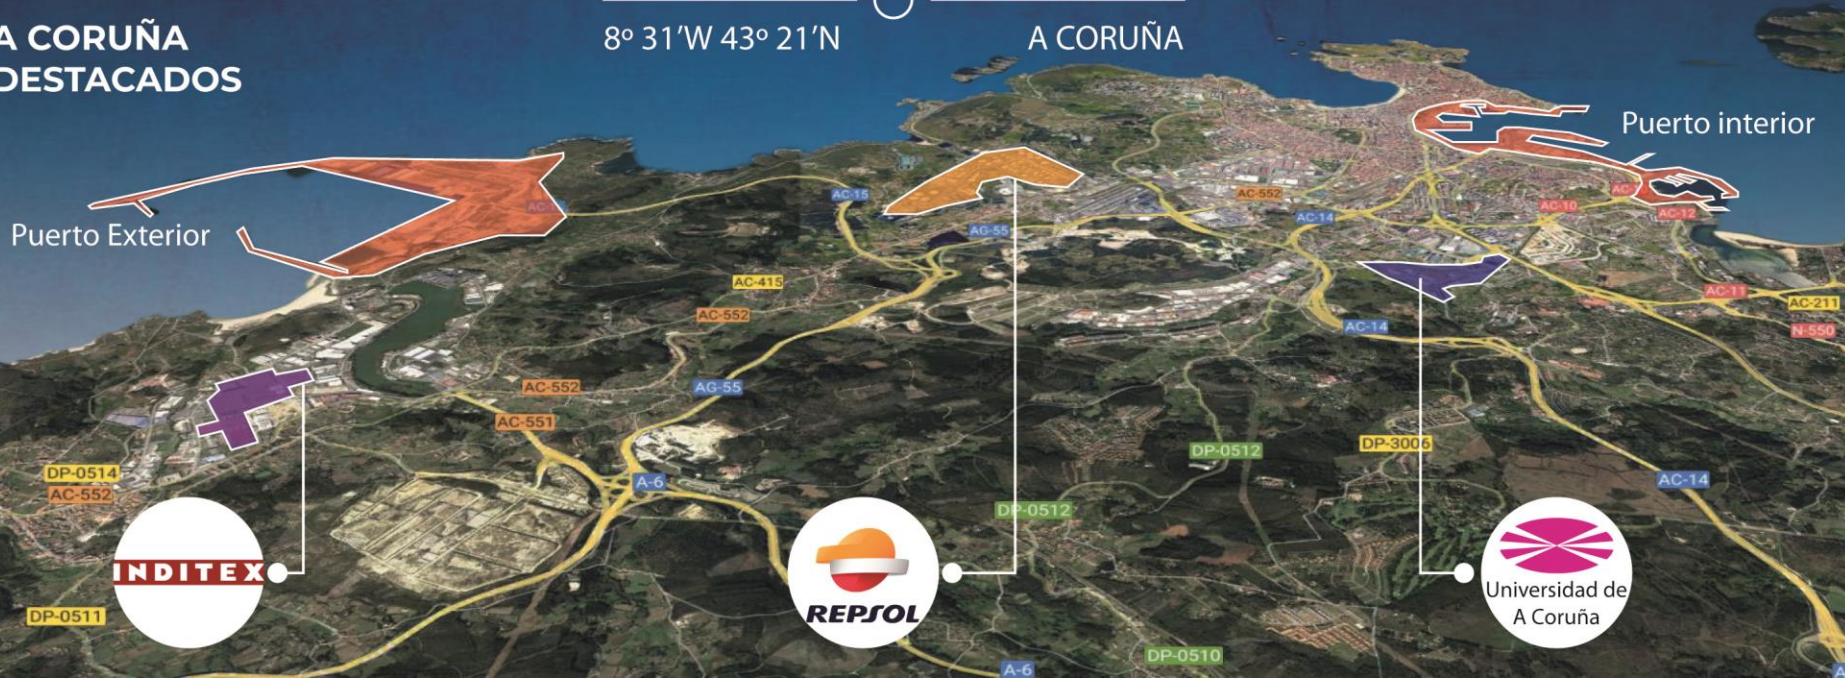 A CORUÑA
DESTACADOS
8º 31'W 43º 21'N
A CORUÑA
Puerto interior
Puerto Exterior
AC-15
AC-552
AC-14
AC-10
AC-12
AG-55
AC-415
AC-552
AC-11
AC-211
AC-14
N-550
AC-552
AG-55
AC-551
DP-0512
DP-3006
DP-0514
AC-552
A-6
AC-14
DP-0512
INDITEX
REPSOL
Universidad de
A Coruña
DP-0511
DP-0510
A-6